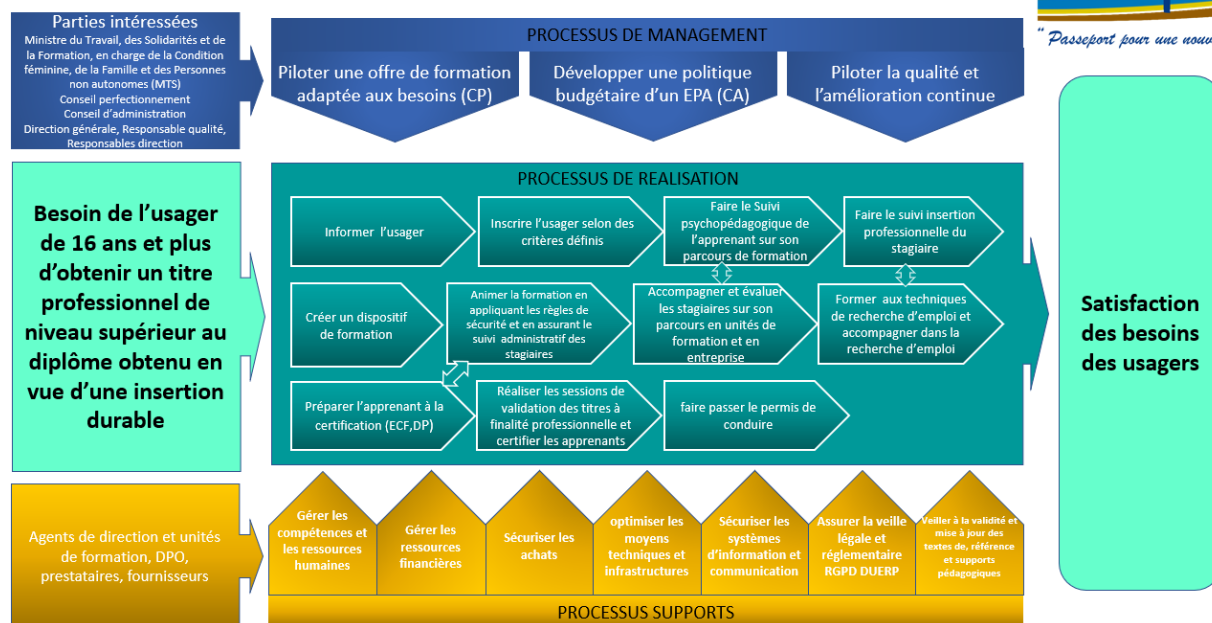 Parties intéressées
Ministre du Travail, des Solidarités et de
la Formation, en charge de la Condition
féminine, de la Famille et des Personnes
non autonomes (MTS)
Conseil perfectionnement
Conseil d’administration
Direction générale, Responsable qualité,
Responsables direction
PROCESSUS DE MANAGEMENT
Piloter une offre de formation
adaptée aux besoins (CP)
Développer une politique
budgétaire d’un EPA (CA)
Piloter la qualité et
l’amélioration continue
“ Passeport pour une nouv
Besoin de l’usager
de 16 ans et plus
d’obtenir un titre
professionnel de
niveau supérieur au
diplôme obtenu en
vue d’une insertion
durable
PROCESSUS DE REALISATION
Informer l’usager
Inscrire l’usager selon des
critères définis
Faire le Suivi
psychopédagogique de
l’apprenant sur son
parcours de formation
Faire le suivi insertion
professionnelle du
stagiaire
Créer un dispositif
de formation
Animer la formation en
appliquant les règles de
sécurité et en assurant le
suivi administratif des
stagiaires
Accompagner et évaluer
les stagiaires sur son
parcours en unités de
formation et en
entreprise
Former aux techniques
de recherche d’emploi et
accompagner dans la
recherche d’emploi
Préparer l’apprenant à la
certification (ECF,DP)
Réaliser les sessions de
validation des titres à
finalité professionnelle et
certifier les apprenants
faire passer le permis de
conduire
Satisfaction
des besoins
des usagers
Agents de direction et unités
de formation, DPO,
prestataires, fournisseurs
Gérer les
compétences et
les ressources
humaines
Gérer les
ressources
financières
Sécuriser les
achats
optimiser les
moyens
techniques et
infrastructures
Sécuriser les
systèmes
d’information et
communication
Assurer la veille
légale et
réglementaire
RGPD DUERP
Veiller à la validité et
mise à jour des
textes de, référence
et supports
pédagogiques
PROCESSUS SUPPORTS